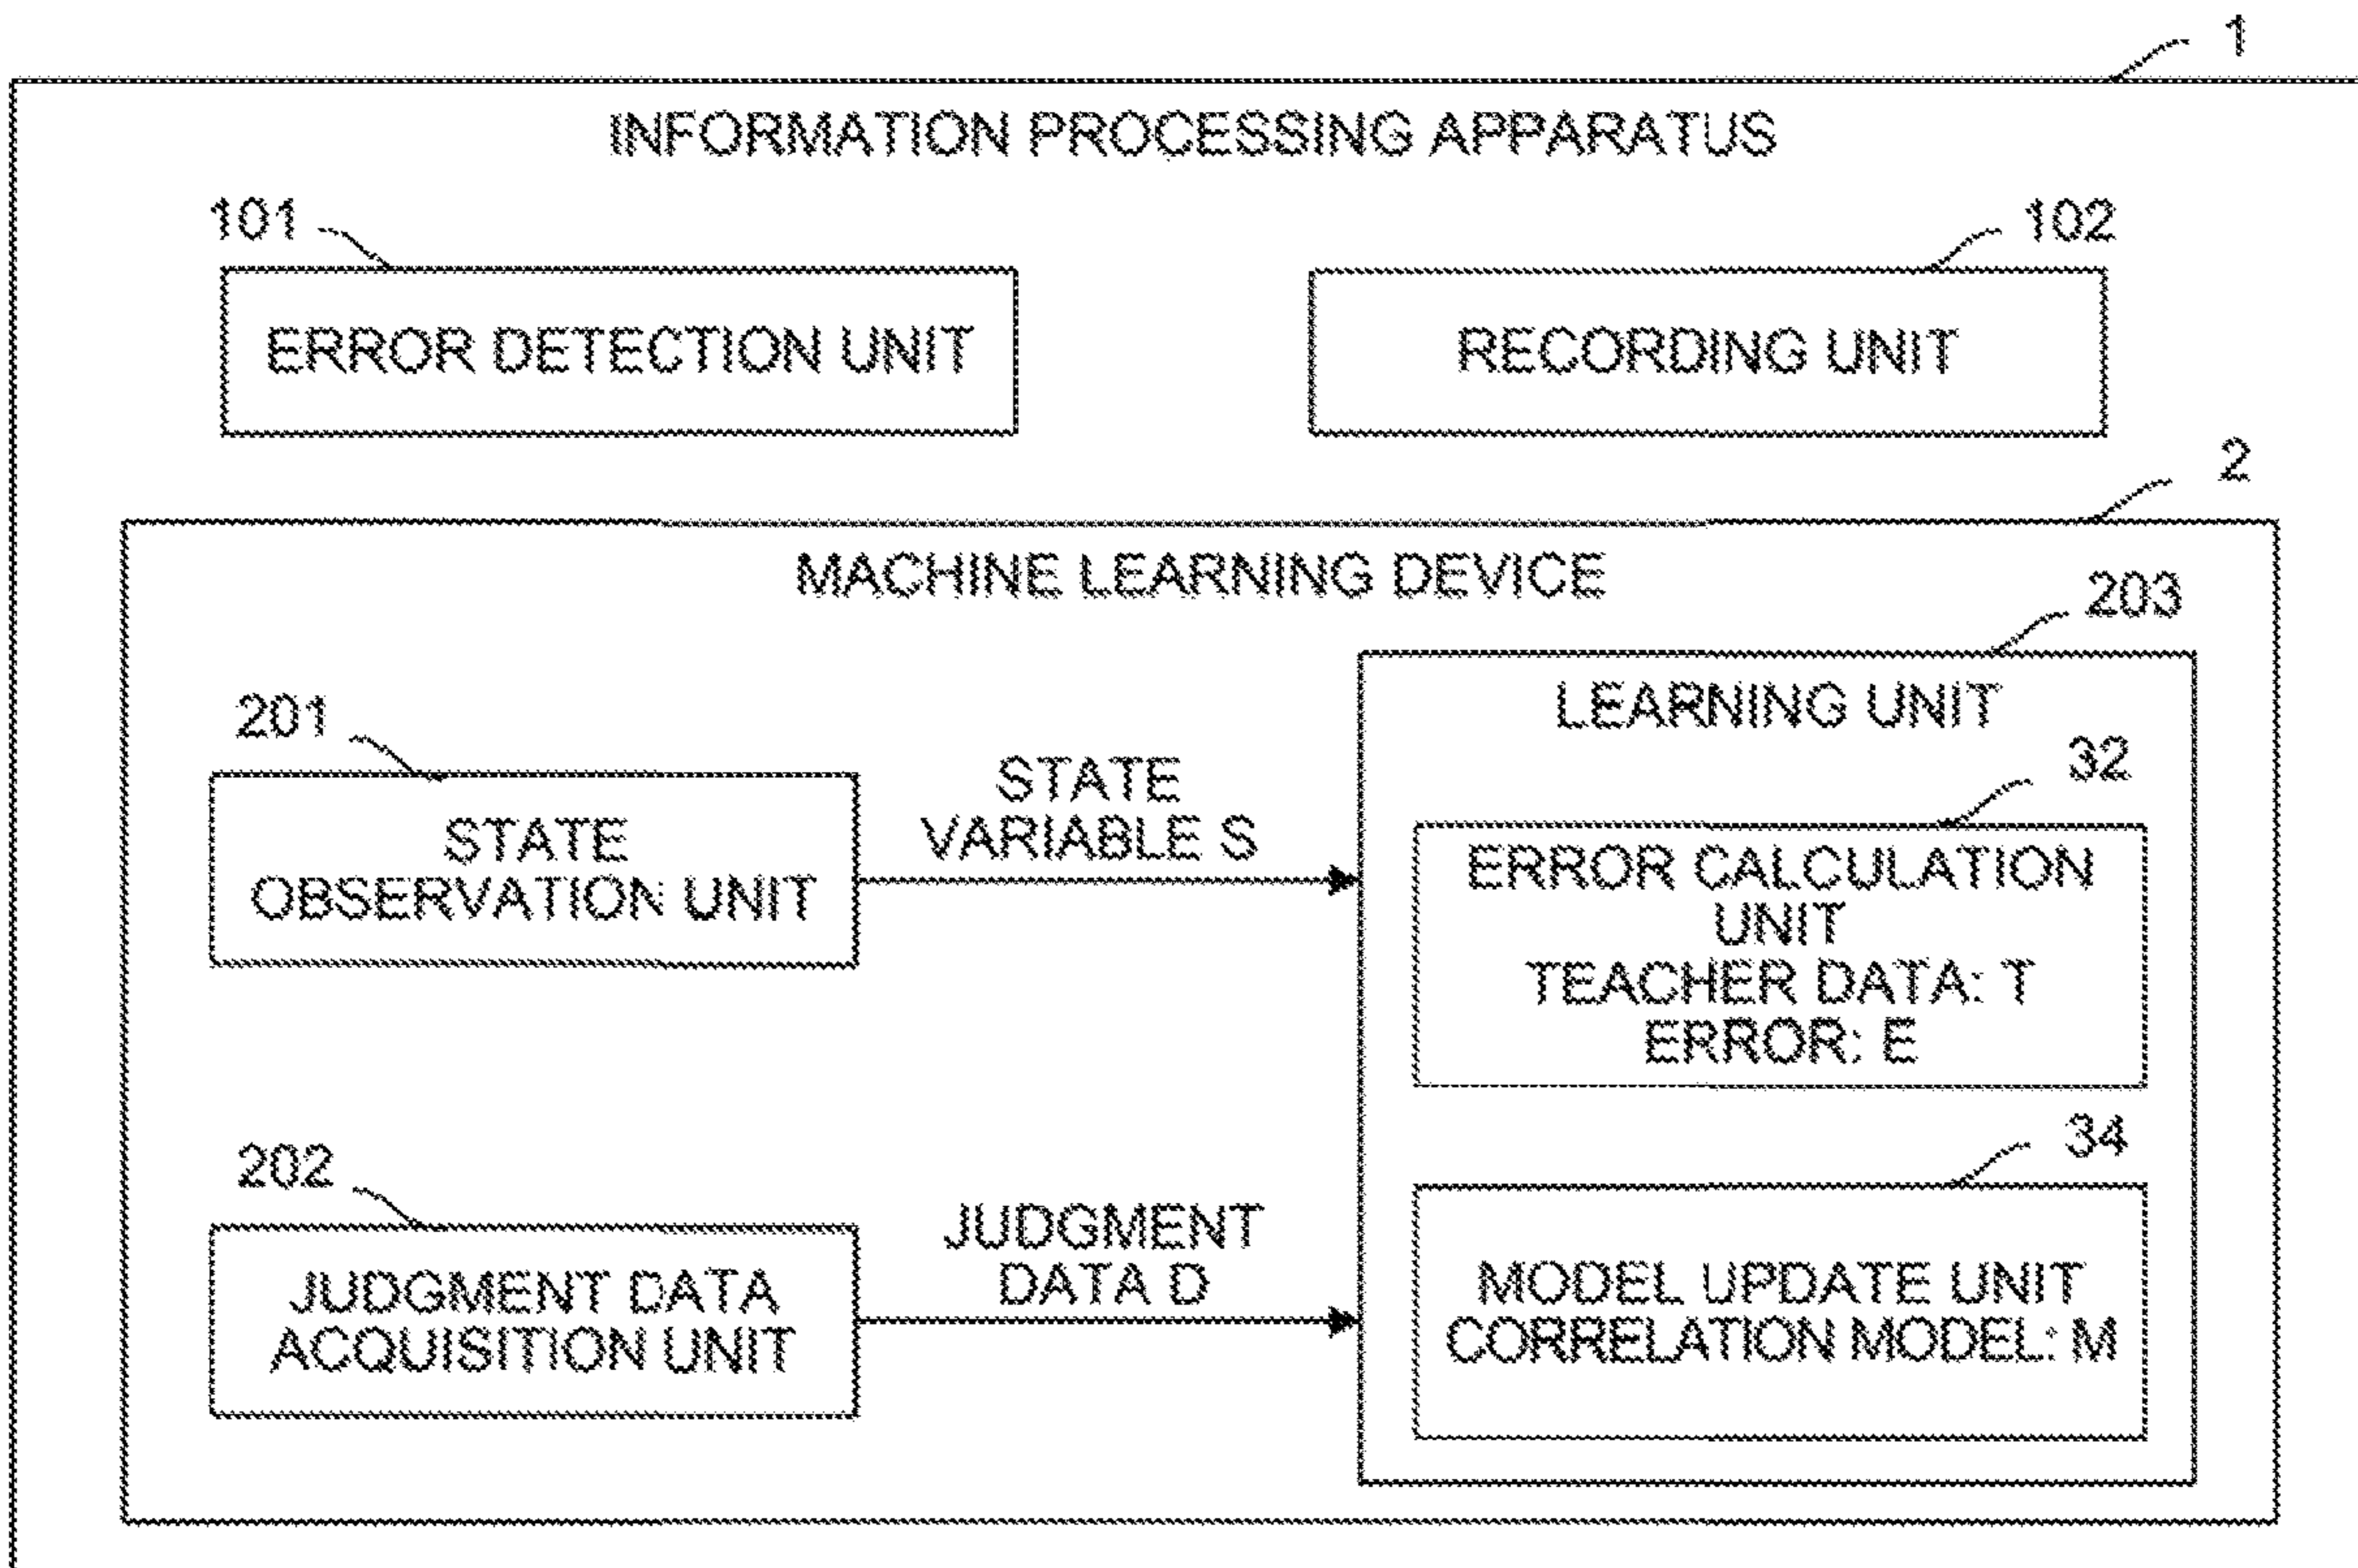 1
INFORMATION PROCESSING APPARATUS
101
102
ERROR DETECTION UNIT
RECORDING UNIT
2
MACHINE LEARNING DEVICE
203
LEARNING UNIT
201
STATE
OBSERVATION UNIT
STATE
VARIABLE S
32
ERROR CALCULATION
UNIT
TEACHER DATA: T
ERROR: E
202
JUDGMENT DATA
ACQUISITION UNIT
JUDGMENT
DATA D
34
MODEL UPDATE UNIT
CORRELATION MODEL: M